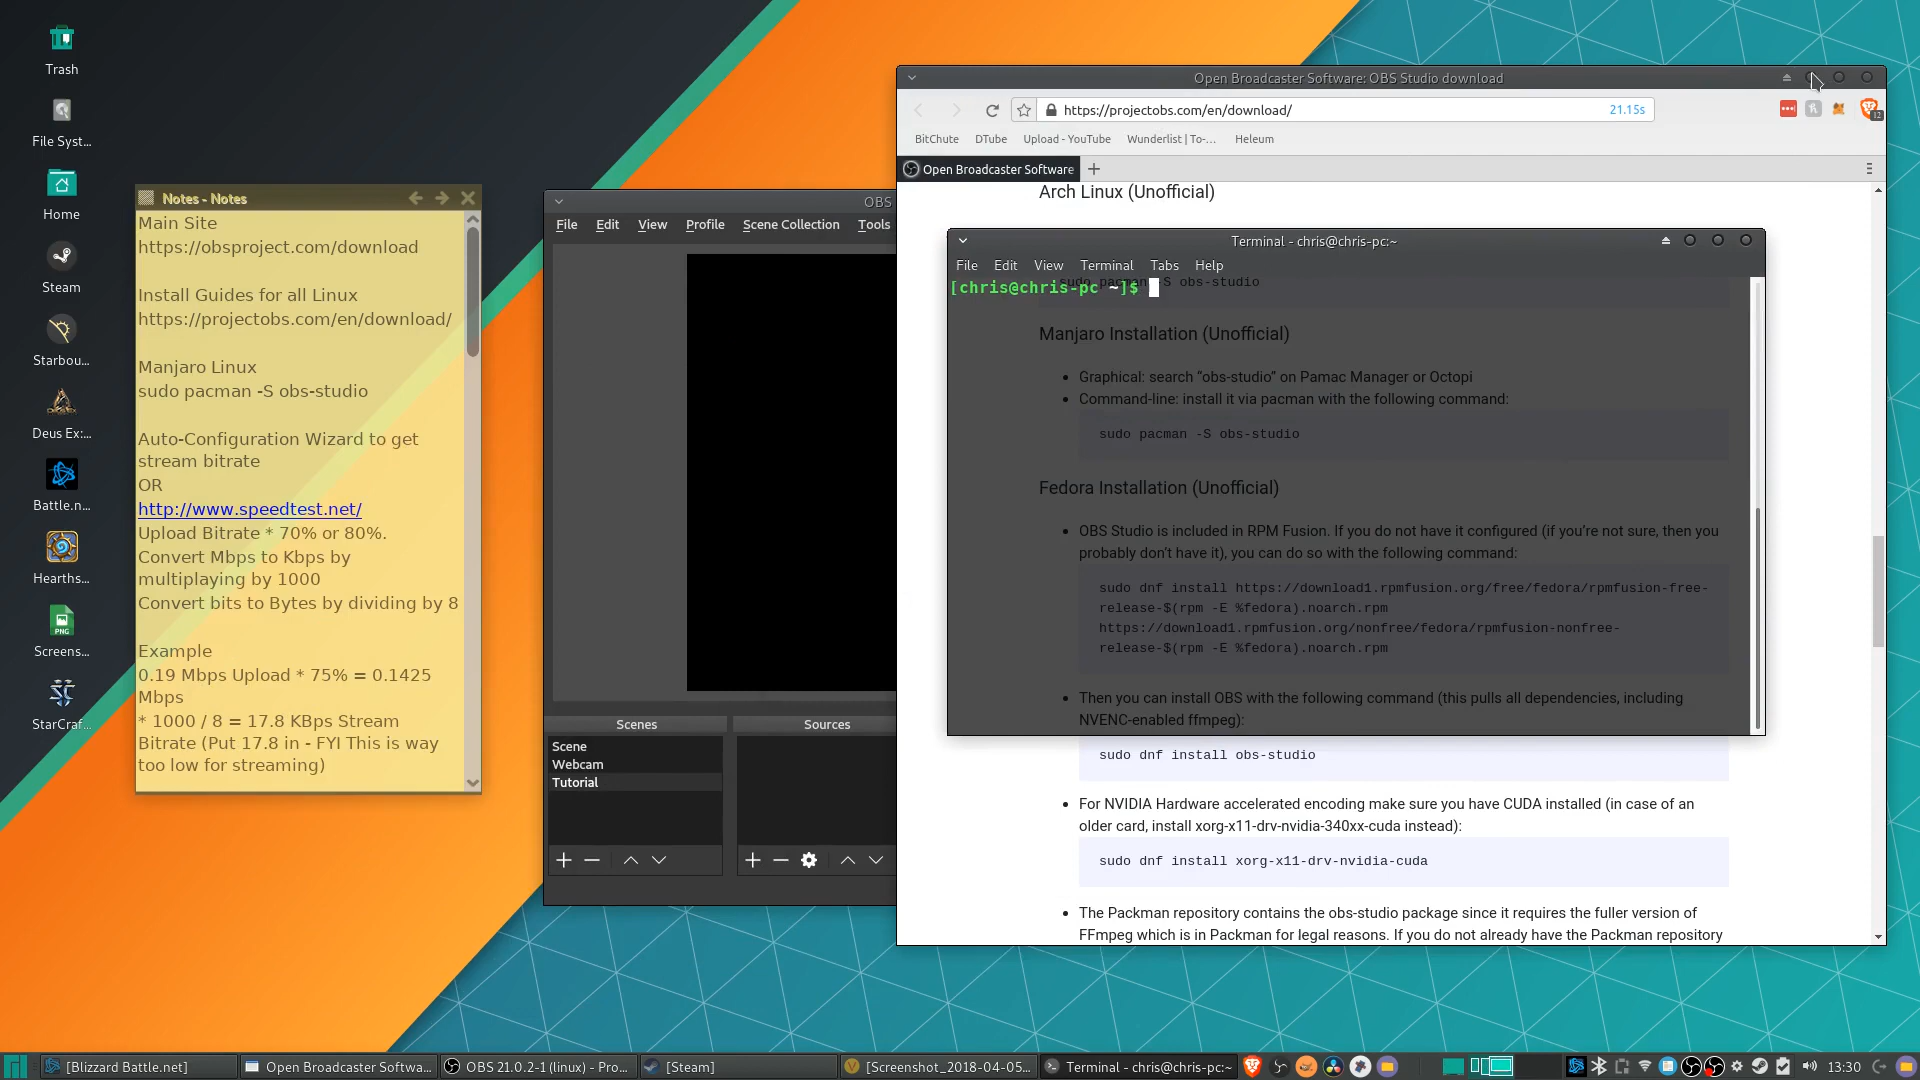 Trash
File Syst...
Home
Steam
Starbou...
Deus Ex:...
Battle.n...
Hearths...
Screens...
PNG
StarCraf...
Notes - Notes
Main Site
https://obsproject.com/download
Install Guides for all Linux
https://projectobs.com/en/download/
Manjaro Linux
sudo pacman -S obs-studio
Auto-Configuration Wizard to get
stream bitrate
OR
http://www.speedtest.net/
Upload Bitrate * 70% or 80%.
Convert Mbps to Kbps by
multiplaying by 1000
Convert bits to Bytes by dividing by 8
Example
0.19 Mbps Upload * 75% = 0.1425
Mbps
* 1000 / 8 = 17.8 KBps Stream
Bitrate (Put 17.8 in - FYI This is way
too low for streaming)
OBS
File Edit View Profile Scene Collection Tools
Scenes
Sources
Scene
Webcam
Tutorial
Open Broadcaster Software: OBS Studio download
https://projectobs.com/en/download/
21.15s
12
BitChute DTube Upload - YouTube Wunderlist | To-... Heleum
Open Broadcaster Software
Arch Linux (Unofficial)
Terminal - chris@chris-pc:~
File Edit View Terminal Tabs Help
sudo pacman -S obs-studio
[chris@chris-pc ~]$
Manjaro Installation (Unofficial)
• Graphical: search “obs-studio” on Pamac Manager or Octopi
• Command-line: install it via pacman with the following command:
sudo pacman -S obs-studio
Fedora Installation (Unofficial)
• OBS Studio is included in RPM Fusion. If you do not have it configured (if you’re not sure, then you
probably don’t have it), you can do so with the following command:
sudo dnf install https://download1.rpmfusion.org/free/fedora/rpmfusion-free-
release-$(rpm -E %fedora).noarch.rpm
https://download1.rpmfusion.org/nonfree/fedora/rpmfusion-nonfree-
release-$(rpm -E %fedora).noarch.rpm
• Then you can install OBS with the following command (this pulls all dependencies, including
NVENC-enabled ffmpeg):
sudo dnf install obs-studio
• For NVIDIA Hardware accelerated encoding make sure you have CUDA installed (in case of an
older card, install xorg-x11-drv-nvidia-340xx-cuda instead):
sudo dnf install xorg-x11-drv-nvidia-cuda
• The Packman repository contains the obs-studio package since it requires the fuller version of
FFmpeg which is in Packman for legal reasons. If you do not already have the Packman repository
[Blizzard Battle.net]
Open Broadcaster Softwa...
OBS 21.0.2-1 (linux) - Pro...
[Steam]
[Screenshot_2018-04-05...
Terminal - chris@chris-pc:~
13:30